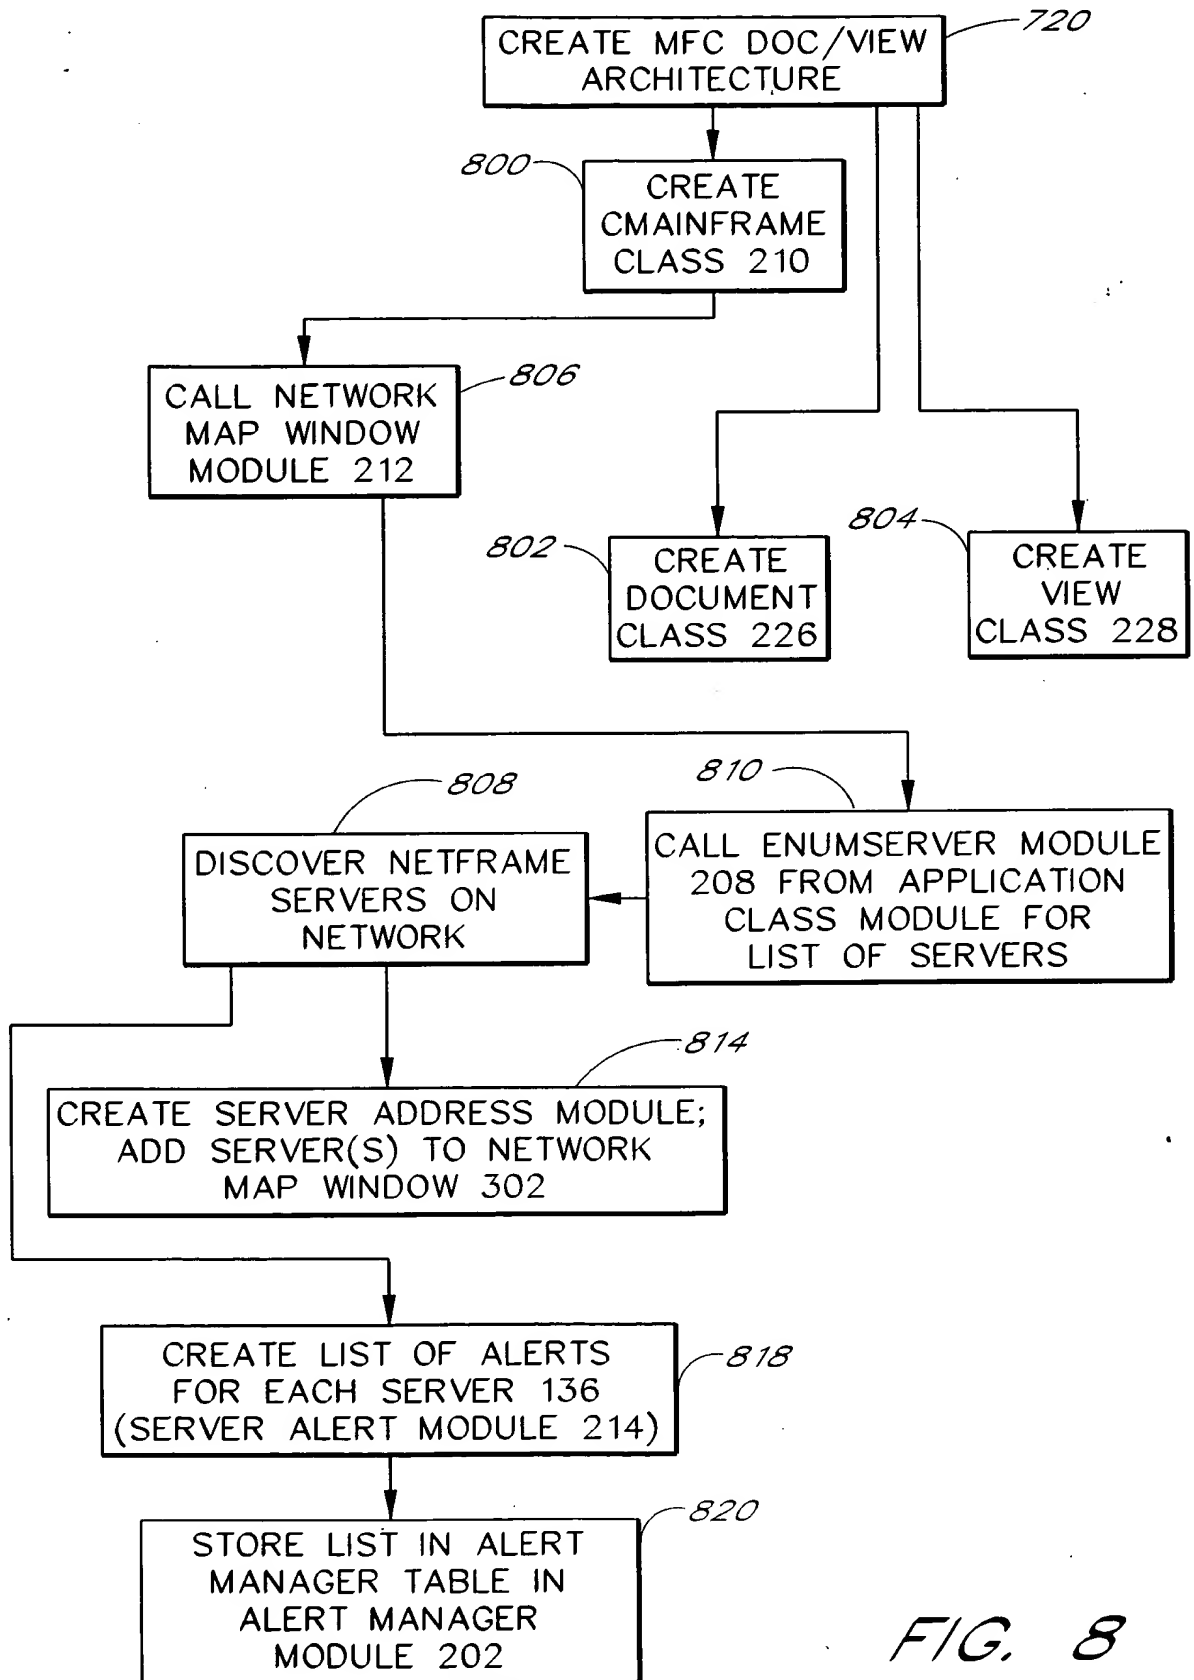 720
CREATE MFC DOC/VIEW
ARCHITECTURE
800
CREATE
CMAINFRAME
CLASS 210
806
CALL NETWORK
MAP WINDOW
MODULE 212
802
CREATE
DOCUMENT
CLASS 226
804
CREATE
VIEW
CLASS 228
810
CALL ENUMSERVER MODULE
208 FROM APPLICATION
CLASS MODULE FOR
LIST OF SERVERS
808
DISCOVER NETFRAME
SERVERS ON
NETWORK
814
CREATE SERVER ADDRESS MODULE;
ADD SERVER(S) TO NETWORK
MAP WINDOW 302
818
CREATE LIST OF ALERTS
FOR EACH SERVER 136
(SERVER ALERT MODULE 214)
820
STORE LIST IN ALERT
MANAGER TABLE IN
ALERT MANAGER
MODULE 202
FIG. 8